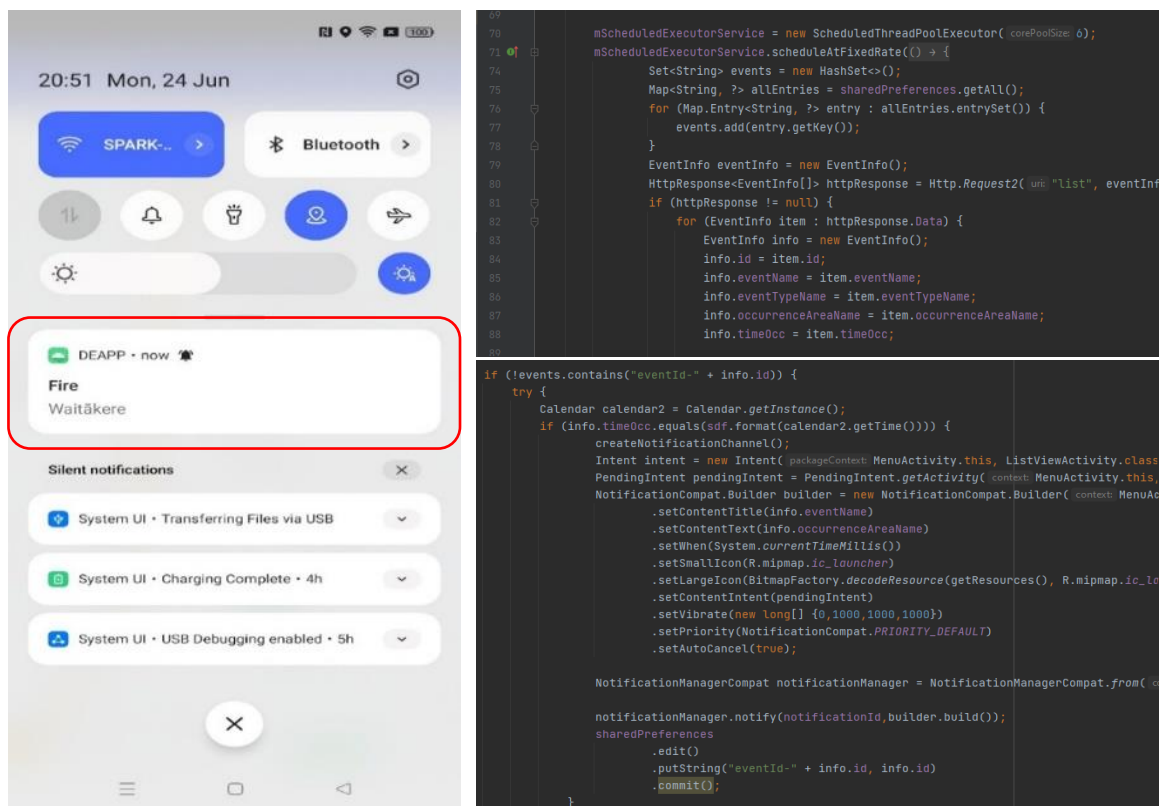 20:51 Mon, 24 Jun
SPARK-..
Bluetooth
DEAPP • now
Fire
Waitākere
Silent notifications
System UI • Transferring Files via USB
System UI • Charging Complete • 4h
System UI • USB Debugging enabled • 5h
69
70 mScheduledExecutorService = new ScheduledThreadPoolExecutor( corePoolSize: 6);
71 mScheduledExecutorService.scheduleAtFixedRate(() → {
74 Set<String> events = new HashSet<>();
75 Map<String, ?> allEntries = sharedPreferences.getAll();
76 for (Map.Entry<String, ?> entry : allEntries.entrySet()) {
77 events.add(entry.getKey());
78 }
79 EventInfo eventInfo = new EventInfo();
80 HttpResponse<EventInfo[]> httpResponse = Http.Request2( uri: "list", eventInf
81 if (httpResponse != null) {
82 for (EventInfo item : httpResponse.Data) {
83 EventInfo info = new EventInfo();
84 info.id = item.id;
85 info.eventName = item.eventName;
86 info.eventTypeName = item.eventTypeName;
87 info.occurrenceAreaName = item.occurrenceAreaName;
88 info.timeOcc = item.timeOcc;
89
if (!events.contains("eventId-" + info.id)) {
try {
Calendar calendar2 = Calendar.getInstance();
if (info.timeOcc.equals(sdf.format(calendar2.getTime()))) {
createNotificationChannel();
Intent intent = new Intent( packageContext: MenuActivity.this, ListViewActivity.class
PendingIntent pendingIntent = PendingIntent.getActivity( context: MenuActivity.this,
NotificationCompat.Builder builder = new NotificationCompat.Builder( context: MenuAc
.setContentTitle(info.eventName)
.setContentText(info.occurrenceAreaName)
.setWhen(System.currentTimeMillis())
.setSmallIcon(R.mipmap.ic_launcher)
.setLargeIcon(BitmapFactory.decodeResource(getResources(), R.mipmap.ic_la
.setContentIntent(pendingIntent)
.setVibrate(new long[] {0,1000,1000,1000})
.setPriority(NotificationCompat.PRIORITY_DEFAULT)
.setAutoCancel(true);
NotificationManagerCompat notificationManager = NotificationManagerCompat.from(
notificationManager.notify(notificationId,builder.build());
sharedPreferences
.edit()
.putString("eventId-" + info.id, info.id)
.commit();
}